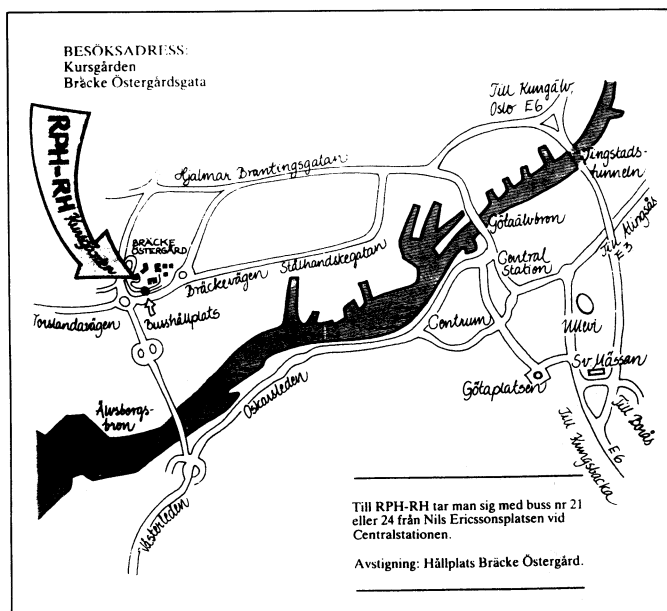 BESÖKSADRESS:
Kursgården
Bräcke Östergårdsgata
RPH-RH
Kursgården
Till Kungälv,
Oslo E6
Tingstads-
tunneln
Hjalmar Brantingsgatan
Götaälvbron
Till Alingsås
E3
BRÄCKE
ÖSTERGÅRD
Stålhandskegatan
Bräckevägen
Central
Station
Torslandavägen
Busshållplats
Centrum
Ullevi
Sv Mässan
Götaplatsen
Älvsborgs-
bron
Oskarsleden
Till Borås
Till Kungsbacka
E6
Västerleden
Till RPH-RH tar man sig med buss nr 21
eller 24 från Nils Ericssonsplatsen vid
Centralstationen.
Avstigning: Hållplats Bräcke Östergård.